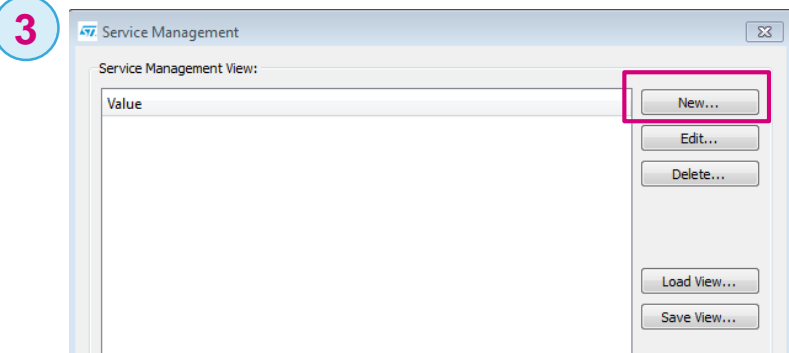 3
Service Management
Service Management View:
Value
New...
Edit...
Delete...
Load View...
Save View...